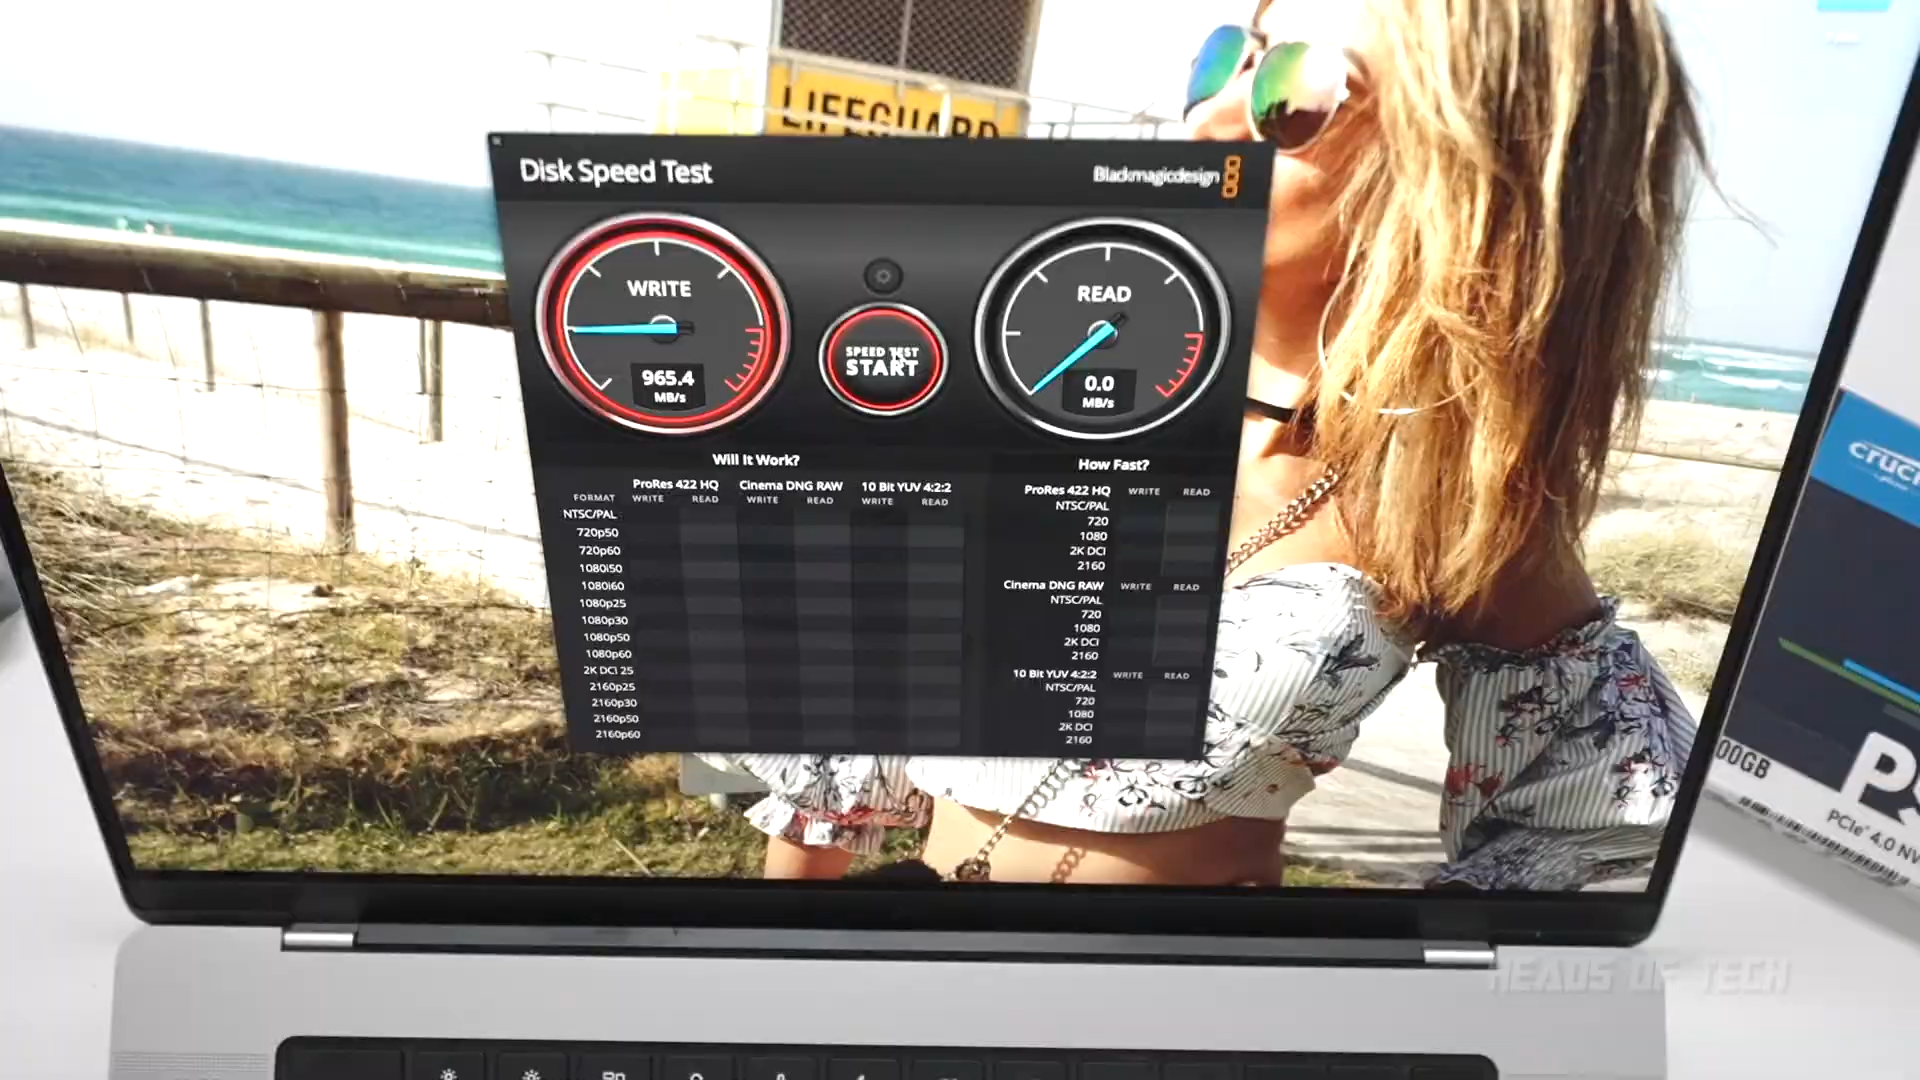 LIFEGUARD
Disk Speed Test
Blackmagicdesign
WRITE
965.4
MB/s
SPEED TEST
START
READ
0.0
MB/s
Will It Work?
ProRes 422 HQ Cinema DNG RAW 10 Bit YUV 4:2:2
FORMAT WRITE READ WRITE READ WRITE READ
NTSC/PAL
720p50
720p60
1080i50
1080i60
1080p25
1080p30
1080p50
1080p60
2K DCI 25
2160p25
2160p30
2160p50
2160p60
How Fast?
ProRes 422 HQ WRITE READ
NTSC/PAL
720
1080
2K DCI
2160
Cinema DNG RAW WRITE READ
NTSC/PAL
720
1080
2K DCI
2160
10 Bit YUV 4:2:2 WRITE READ
NTSC/PAL
720
1080
2K DCI
2160
cruc
00GB
P
PCIe® 4.0 NV
HEADS OF TECH